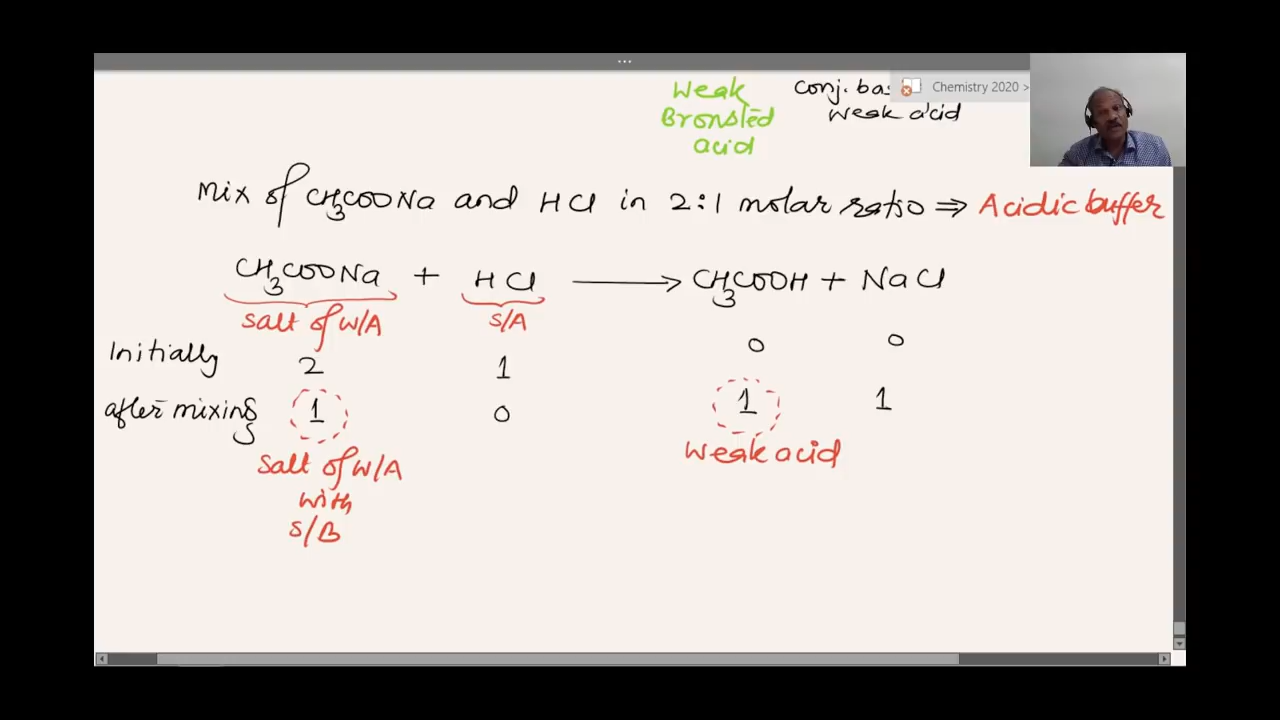 Chemistry 2020 >
Weak
Bronsted
acid
Conj. ba
weak acid
Mix of CH3COONa and HCl in 2:1 molar ratio ⇒ Acidic buffer
CH3COONa + HCl ⟶ CH3COOH + NaCl
salt of W/A S/A
Initially 2 1 0 0
after mixing 1 0 1 1
salt of W/A
with
S/B
weak acid